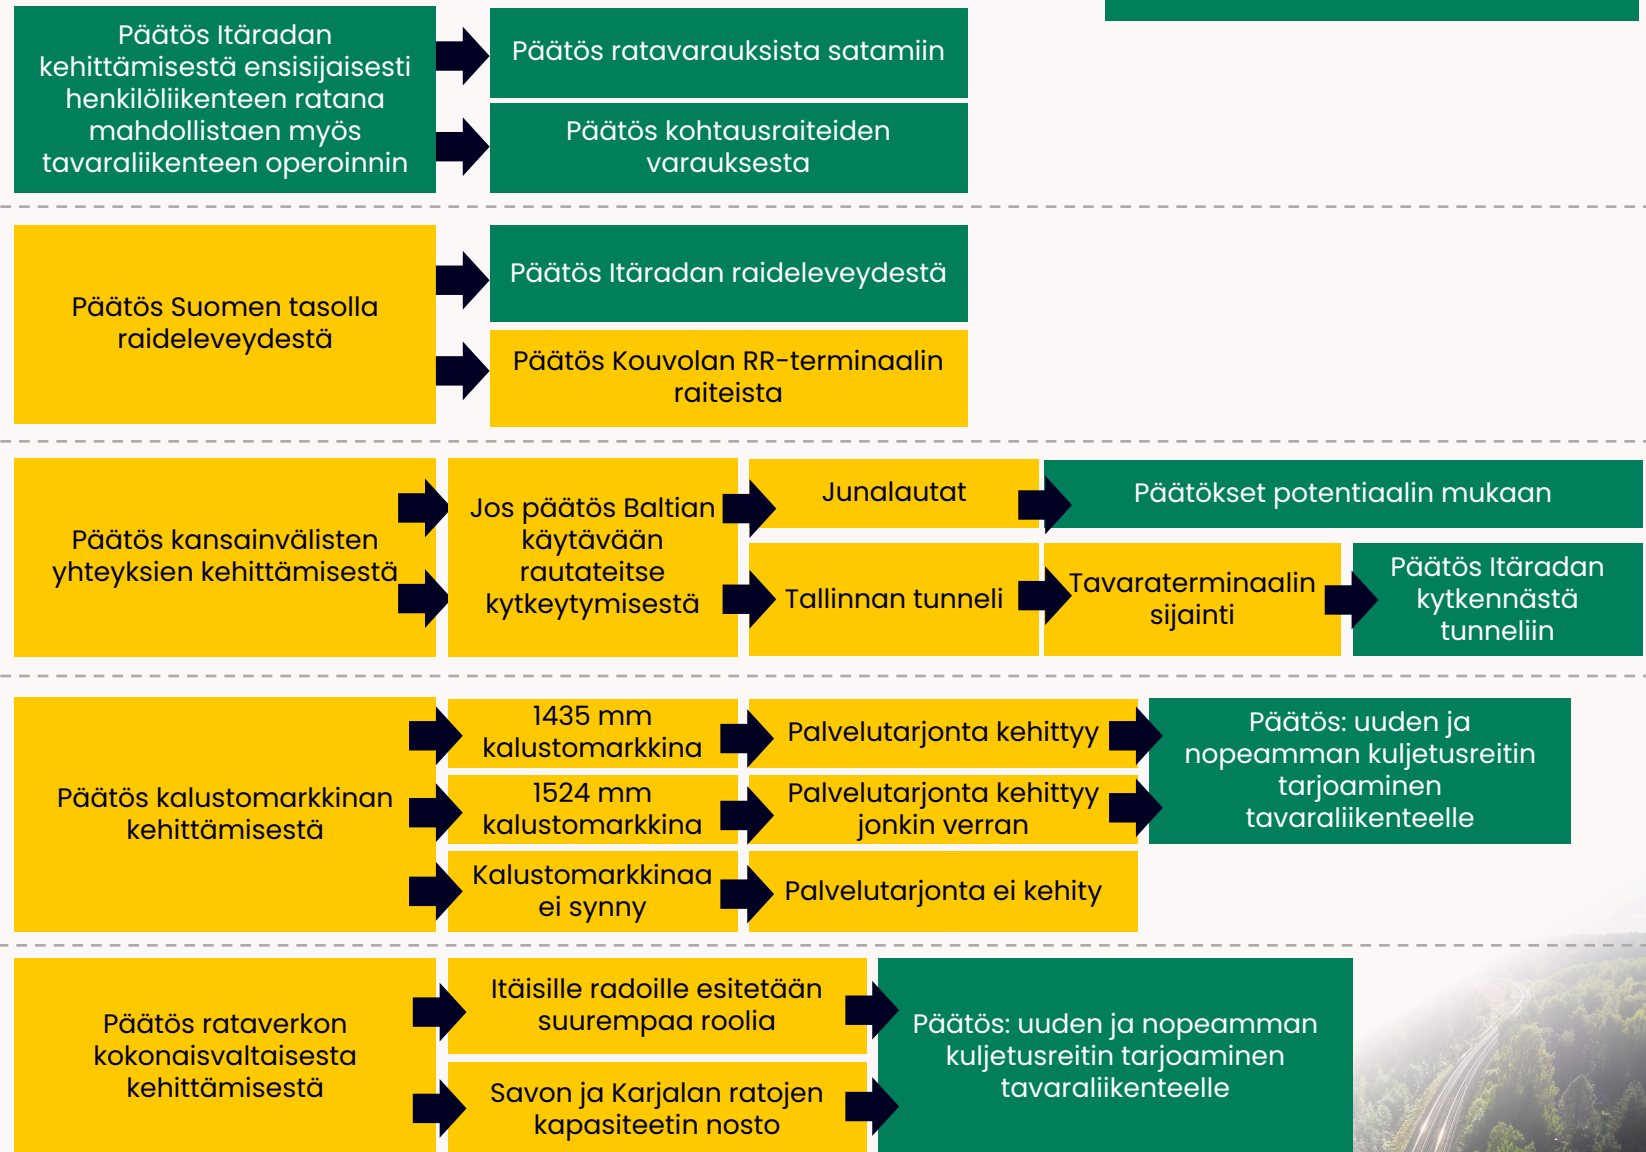 Päätös Itäradan
kehittämisestä ensisijaisesti
henkilöliikenteen ratana
mahdollistaen myös
tavaraliikenteen operoinnin
Päätös ratavarauksista satamiin
Päätös kohtausraiteiden
varauksesta
Päätös Suomen tasolla
raideleveydestä
Päätös Itäradan raideleveydestä
Päätös Kouvolan RR-terminaalin
raiteista
Päätös kansainvälisten
yhteyksien kehittämisestä
Jos päätös Baltian
käytävään
rautateitse
kytkeytymisestä
Junalautat
Päätökset potentiaalin mukaan
Tallinnan tunneli
Tavaraterminaalin
sijainti
Päätös Itäradan
kytkennästä
tunneliin
Päätös kalustomarkkinan
kehittämisestä
1435 mm
kalustomarkkina
Palvelutarjonta kehittyy
1524 mm
kalustomarkkina
Palvelutarjonta kehittyy
jonkin verran
Kalustomarkkinaa
ei synny
Palvelutarjonta ei kehity
Päätös: uuden ja
nopeamman kuljetusreitin
tarjoaminen
tavaraliikenteelle
Päätös rataverkon
kokonaisvaltaisesta
kehittämisestä
Itäisille radoille esitetään
suurempaa roolia
Savon ja Karjalan ratojen
kapasiteetin nosto
Päätös: uuden ja nopeamman
kuljetusreitin tarjoaminen
tavaraliikenteelle